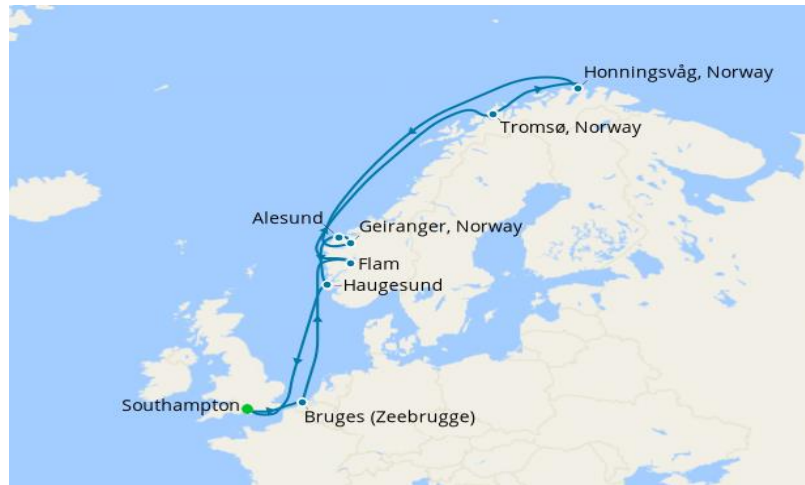 Honningsvåg, Norway
Tromsø, Norway
Alesund
Geiranger, Norway
Flam
Haugesund
Southampton
Bruges (Zeebrugge)